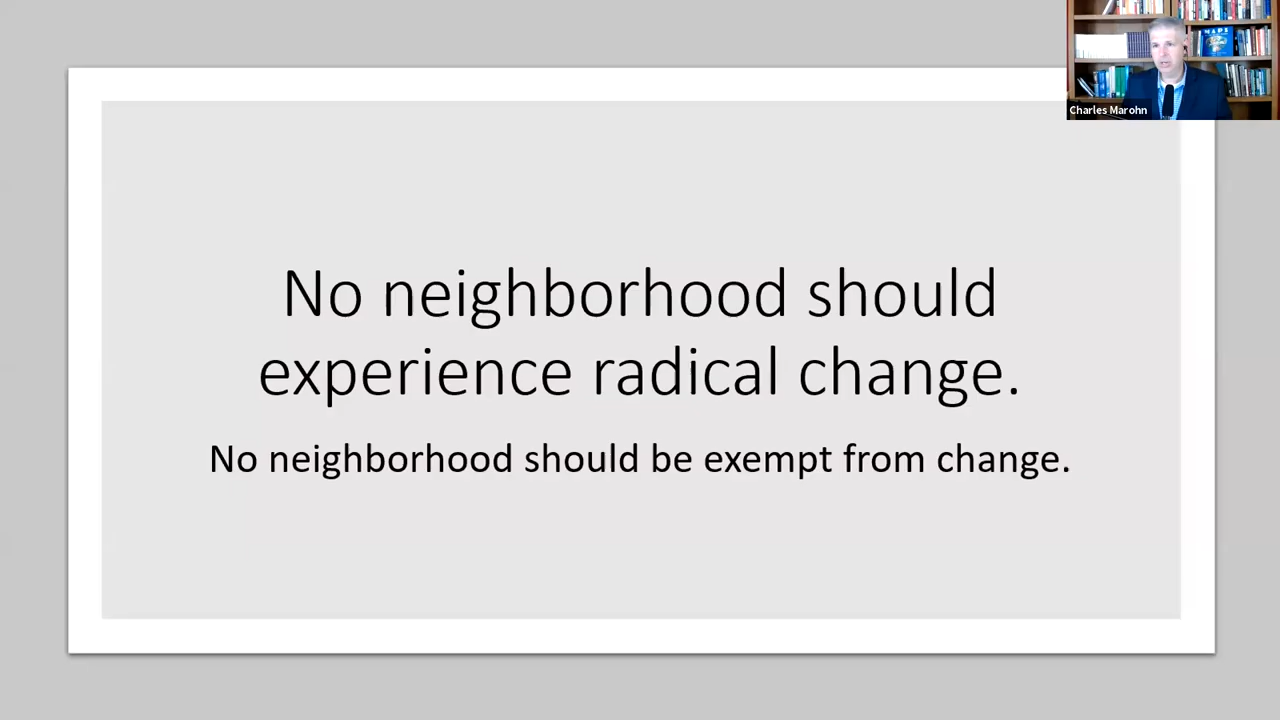 Charles Marohn
No neighborhood should
experience radical change.
No neighborhood should be exempt from change.